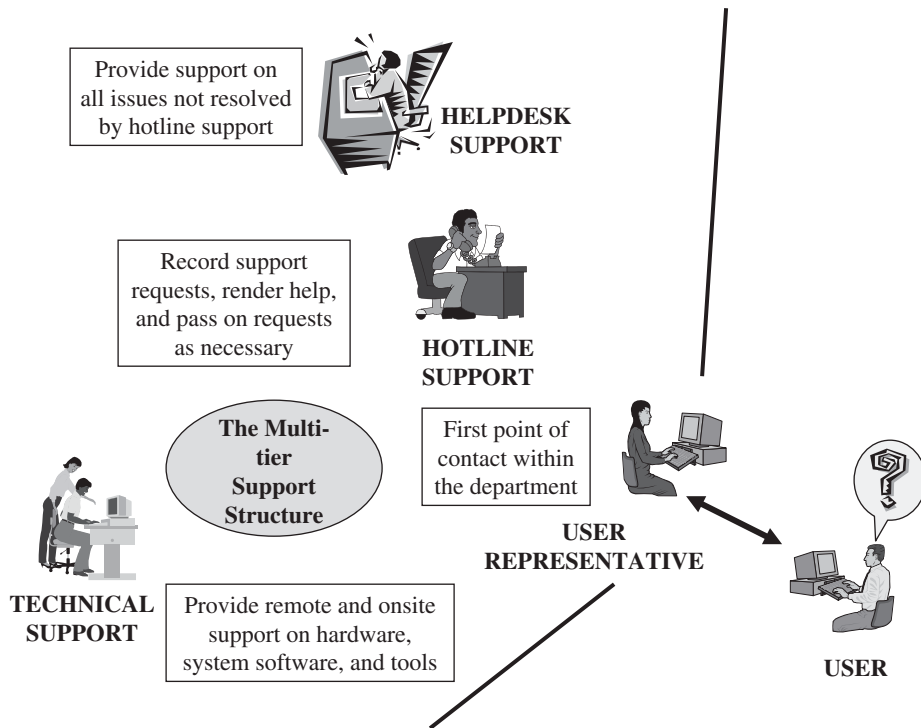 Provide support on
all issues not resolved
by hotline support
HELPDESK
SUPPORT
Record support
requests, render help,
and pass on requests
as necessary
HOTLINE
SUPPORT
The Multi-
tier
Support
Structure
First point of
contact within
the department
USER
REPRESENTATIVE
TECHNICAL
SUPPORT
Provide remote and onsite
support on hardware,
system software, and tools
?
USER